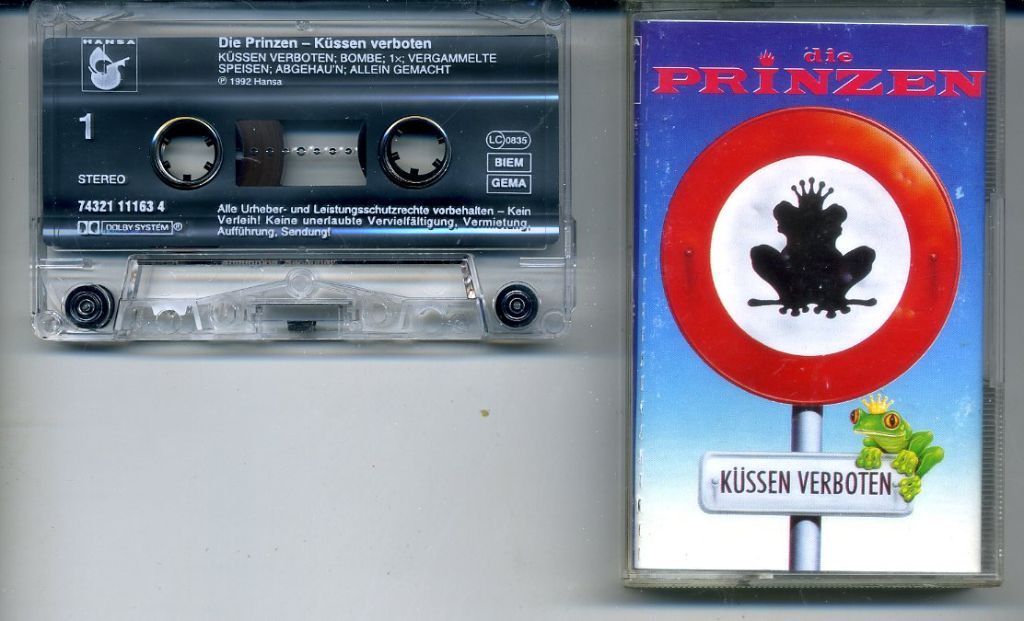 HANSA
Die Prinzen – Küssen verboten
KÜSSEN VERBOTEN; BOMBE; 1x; VERGAMMELTE
SPEISEN; ABGEHAU'N; ALLEIN GEMACHT
℗ 1992 Hansa
1
LC 0835
BIEM
GEMA
STEREO
74321 11163 4
DOLBY SYSTEM ®
Alle Urheber- und Leistungsschutzrechte vorbehalten – Kein
Verleih! Keine unerlaubte Vervielfältigung, Vermietung,
Aufführung, Sendung!
die
PRINZEN
KÜSSEN VERBOTEN